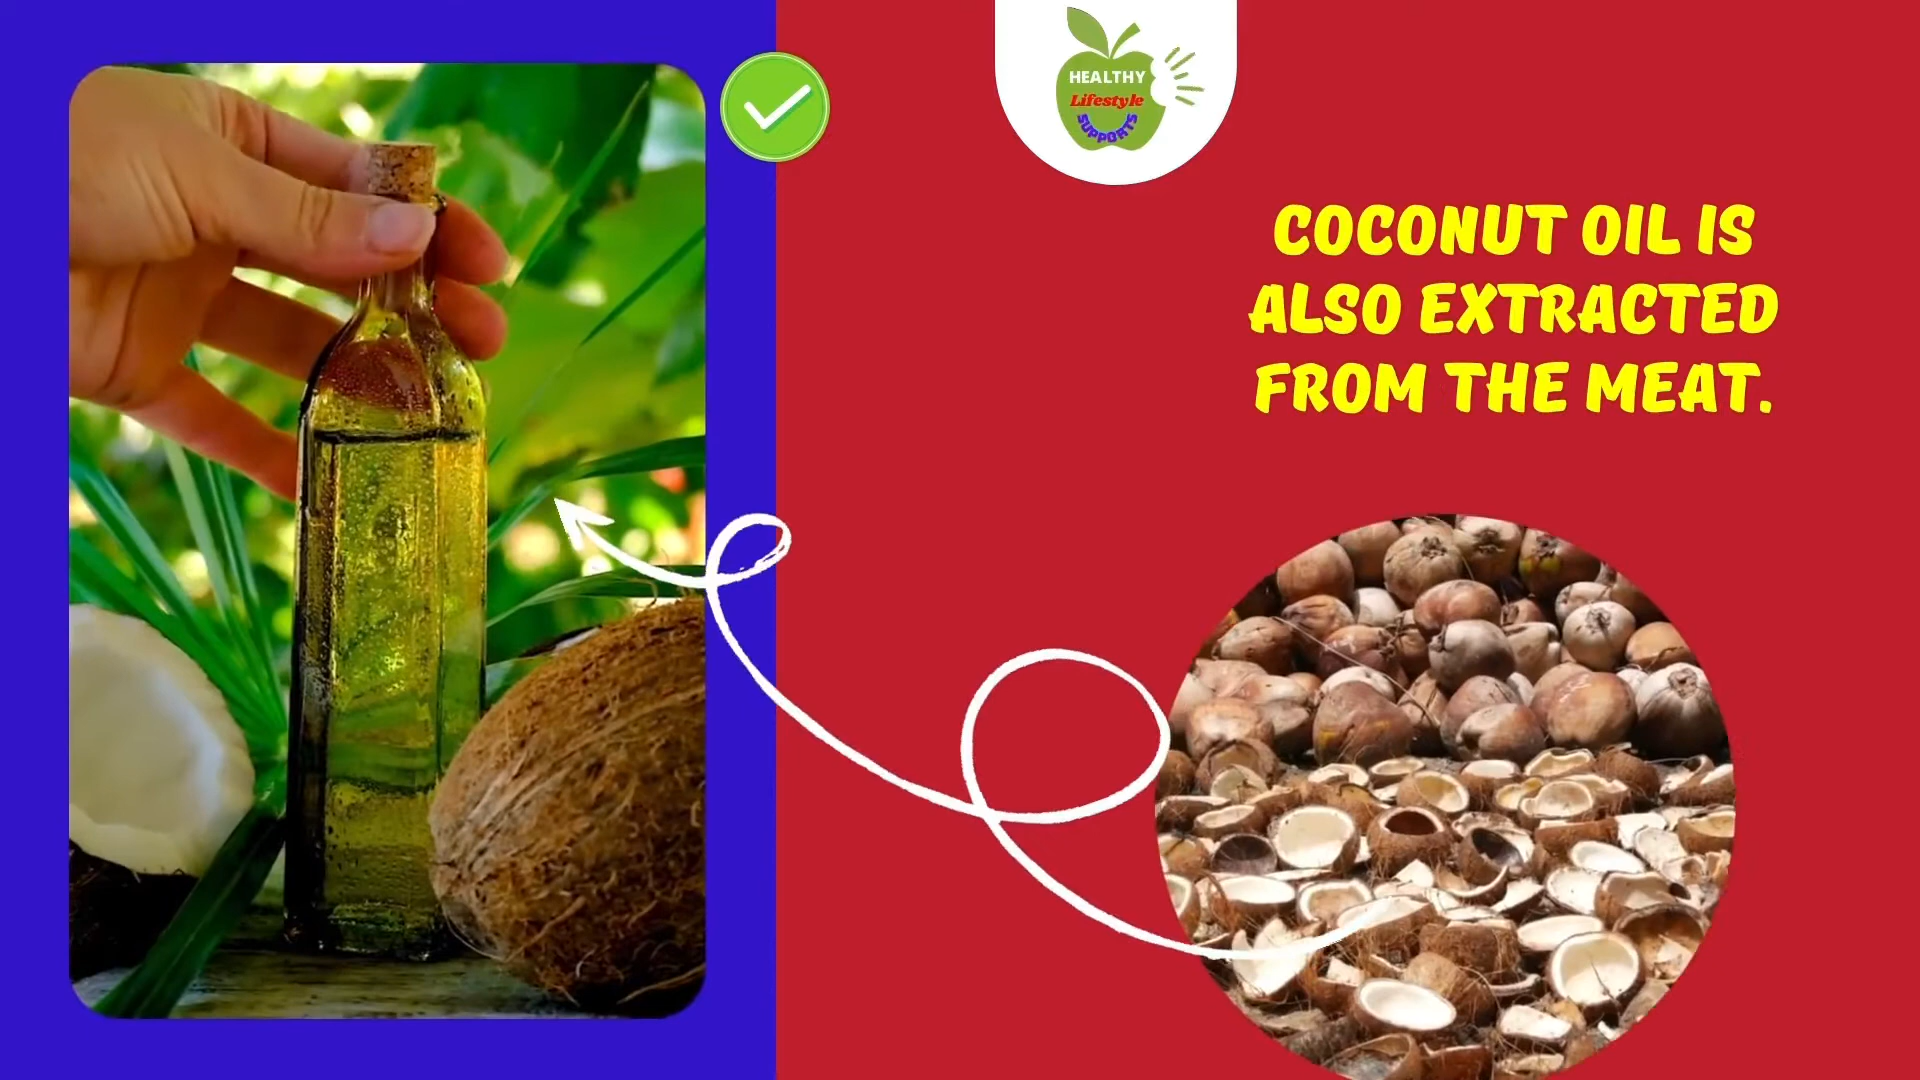 HEALTHY
Lifestyle
SUPPORTS
COCONUT OIL IS
ALSO EXTRACTED
FROM THE MEAT.